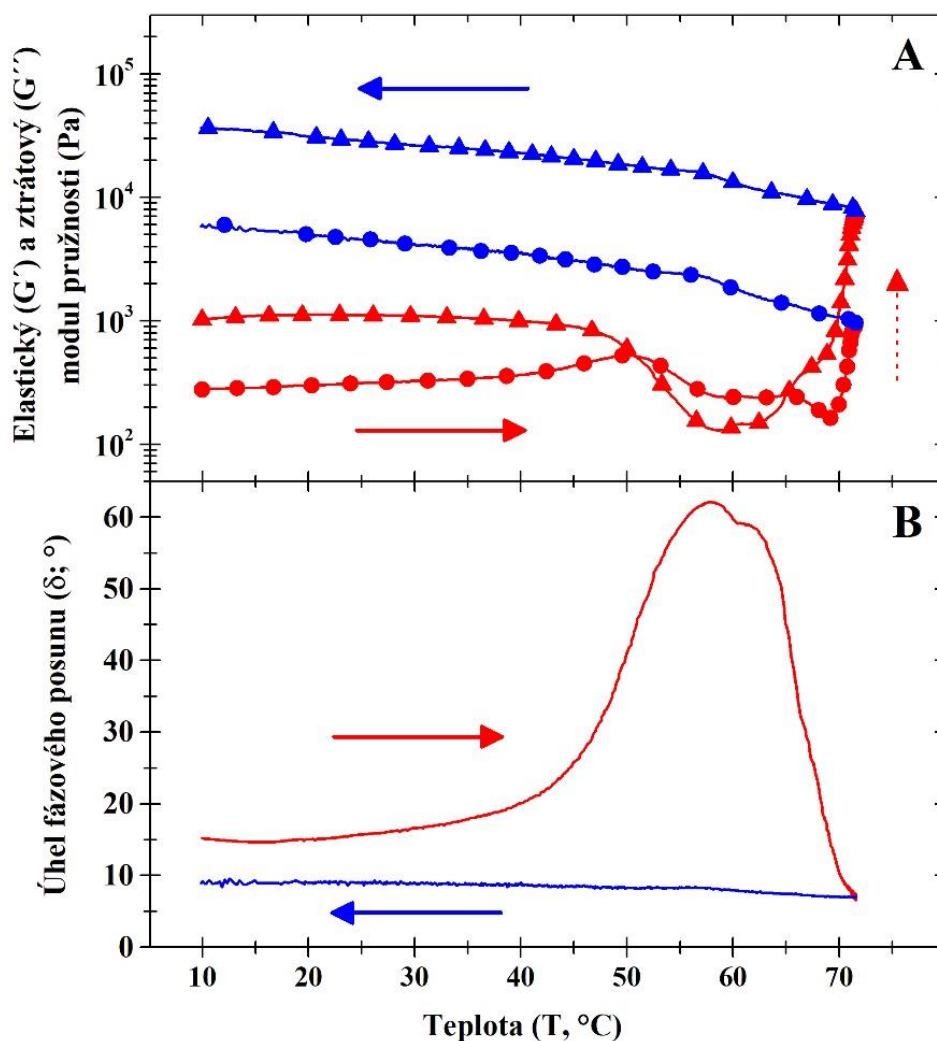 A
Elastický (G´) a ztrátový (G´´)
modul pružnosti (Pa)
10⁵
10⁴
10³
10²
B
Úhel fázového posunu (δ; °)
60
50
40
30
20
10
0
10 20 30 40 50 60 70
Teplota (T, °C)